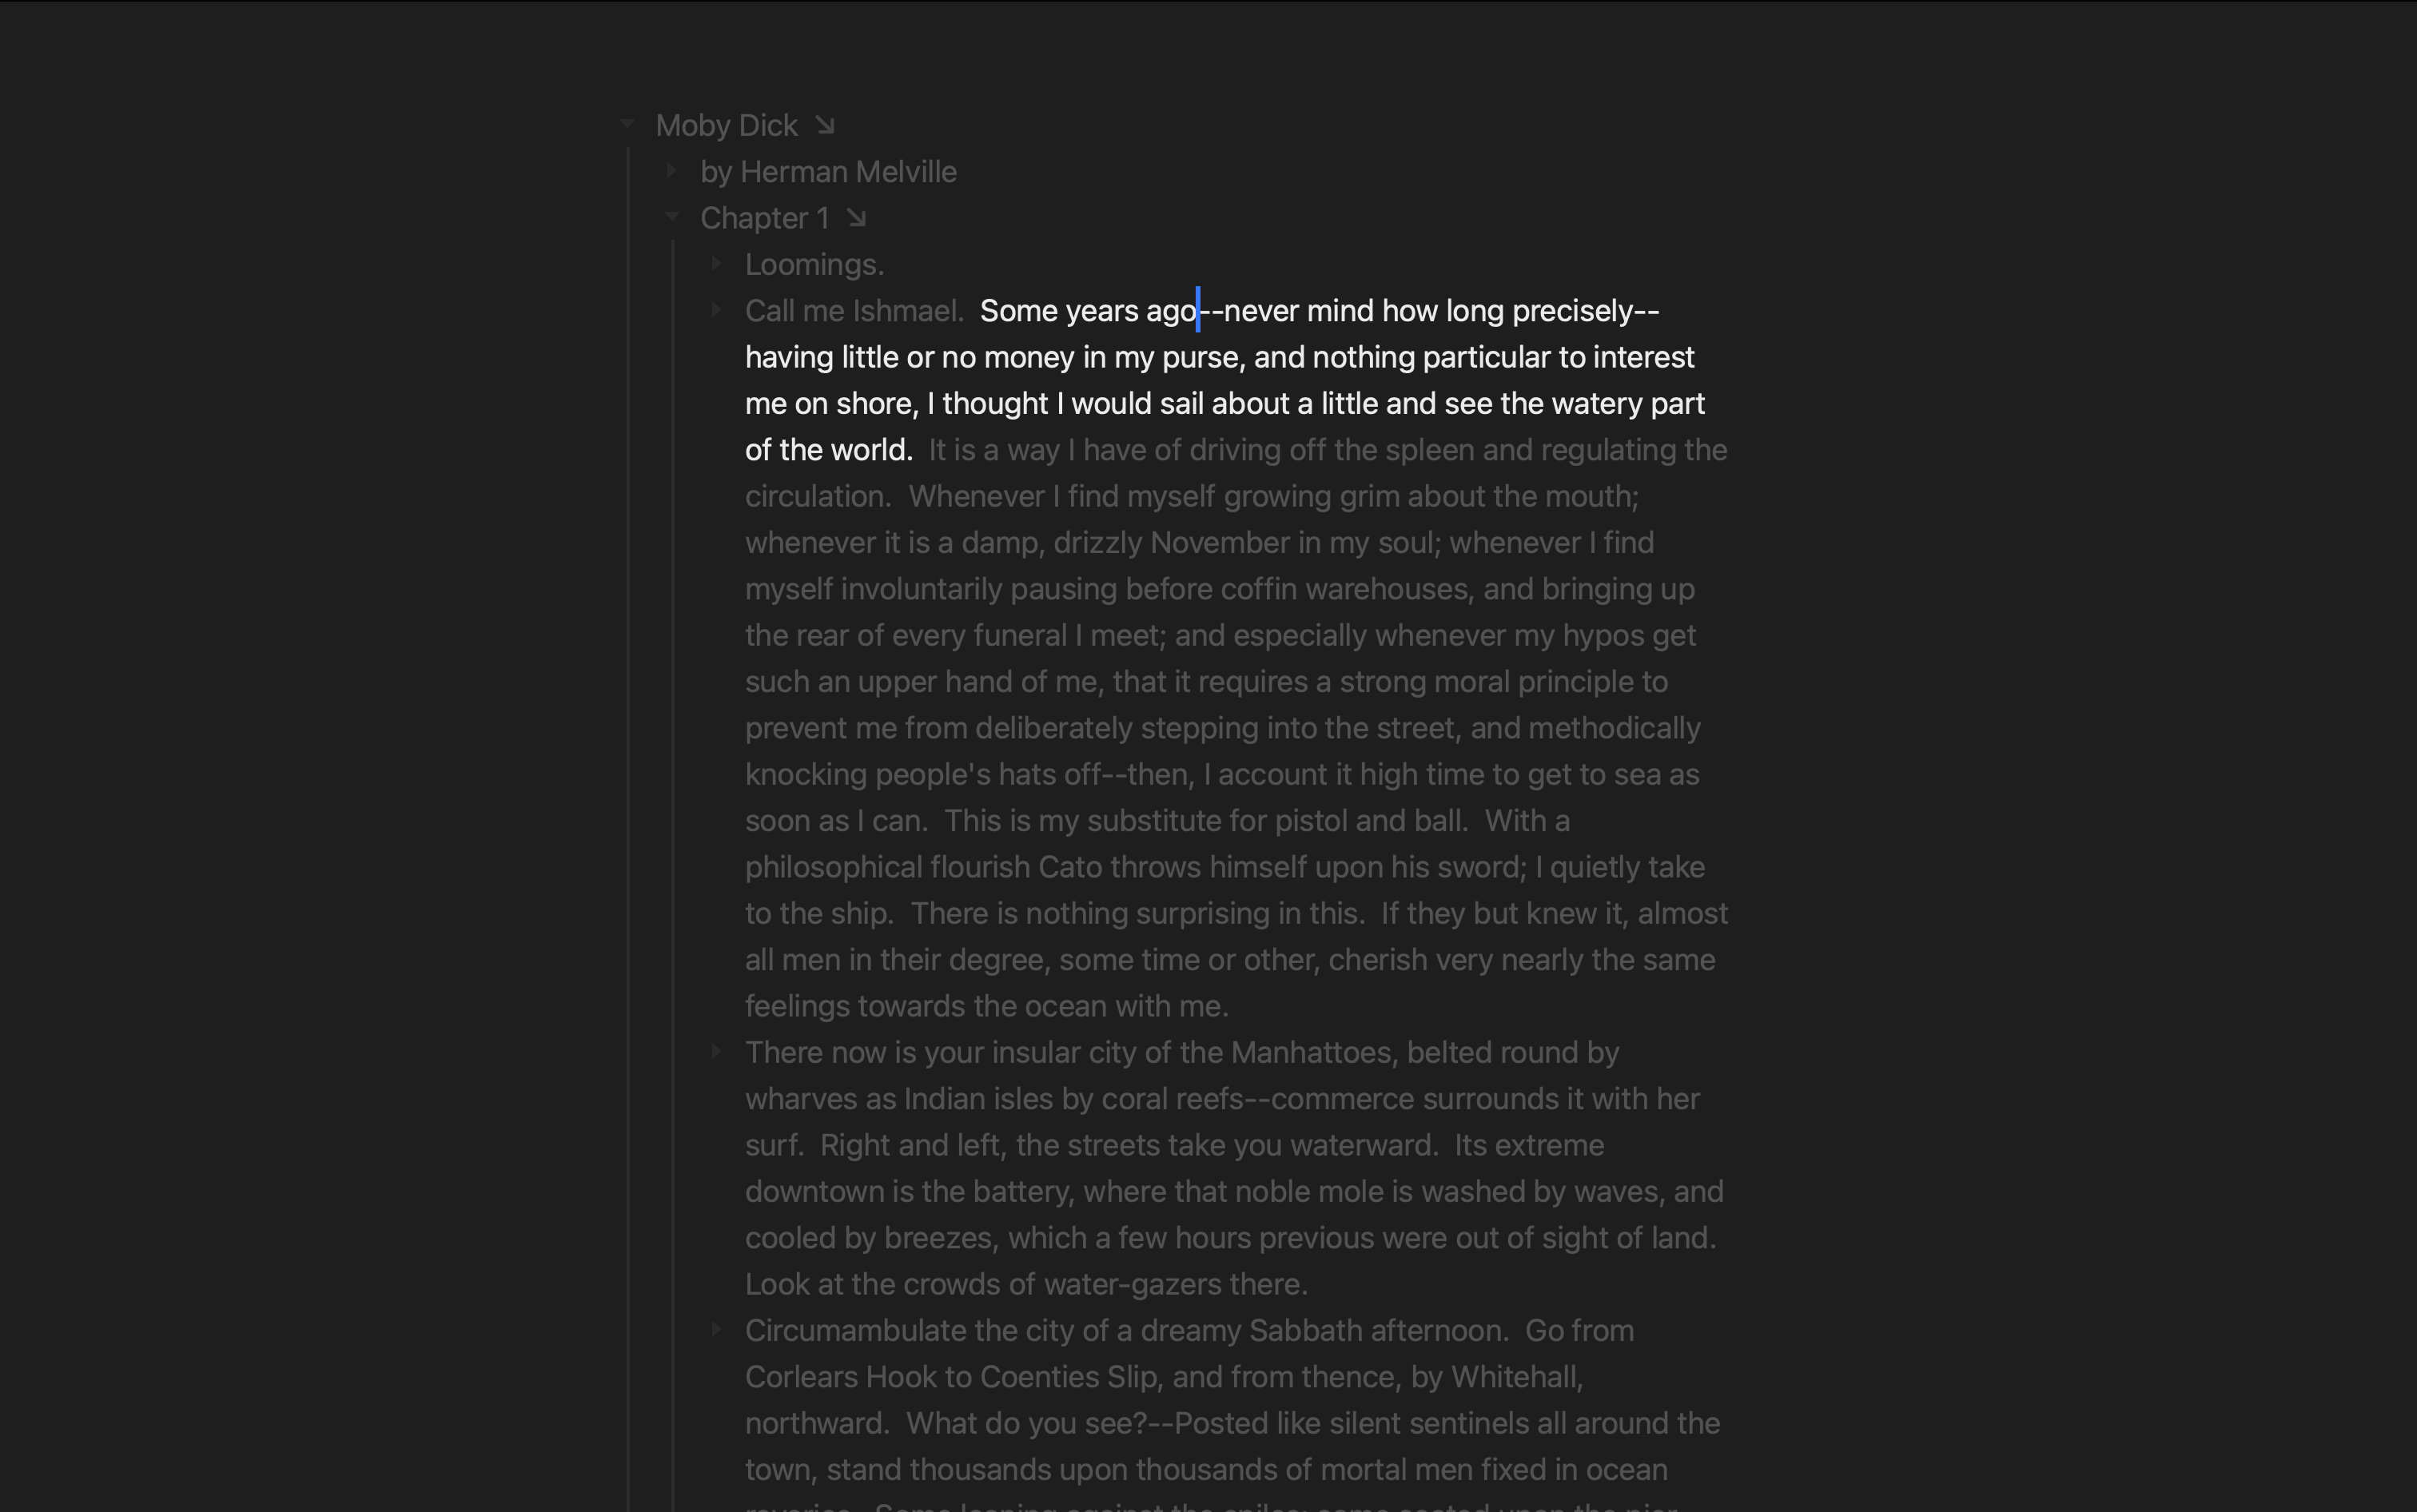 Moby Dick ↘
by Herman Melville
Chapter 1 ↘
Loomings.
Call me Ishmael.  Some years ago--never mind how long precisely--
having little or no money in my purse, and nothing particular to interest
me on shore, I thought I would sail about a little and see the watery part
of the world.  It is a way I have of driving off the spleen and regulating the
circulation.  Whenever I find myself growing grim about the mouth;
whenever it is a damp, drizzly November in my soul; whenever I find
myself involuntarily pausing before coffin warehouses, and bringing up
the rear of every funeral I meet; and especially whenever my hypos get
such an upper hand of me, that it requires a strong moral principle to
prevent me from deliberately stepping into the street, and methodically
knocking people's hats off--then, I account it high time to get to sea as
soon as I can.  This is my substitute for pistol and ball.  With a
philosophical flourish Cato throws himself upon his sword; I quietly take
to the ship.  There is nothing surprising in this.  If they but knew it, almost
all men in their degree, some time or other, cherish very nearly the same
feelings towards the ocean with me.
There now is your insular city of the Manhattoes, belted round by
wharves as Indian isles by coral reefs--commerce surrounds it with her
surf.  Right and left, the streets take you waterward.  Its extreme
downtown is the battery, where that noble mole is washed by waves, and
cooled by breezes, which a few hours previous were out of sight of land.
Look at the crowds of water-gazers there.
Circumambulate the city of a dreamy Sabbath afternoon.  Go from
Corlears Hook to Coenties Slip, and from thence, by Whitehall,
northward.  What do you see?--Posted like silent sentinels all around the
town, stand thousands upon thousands of mortal men fixed in ocean